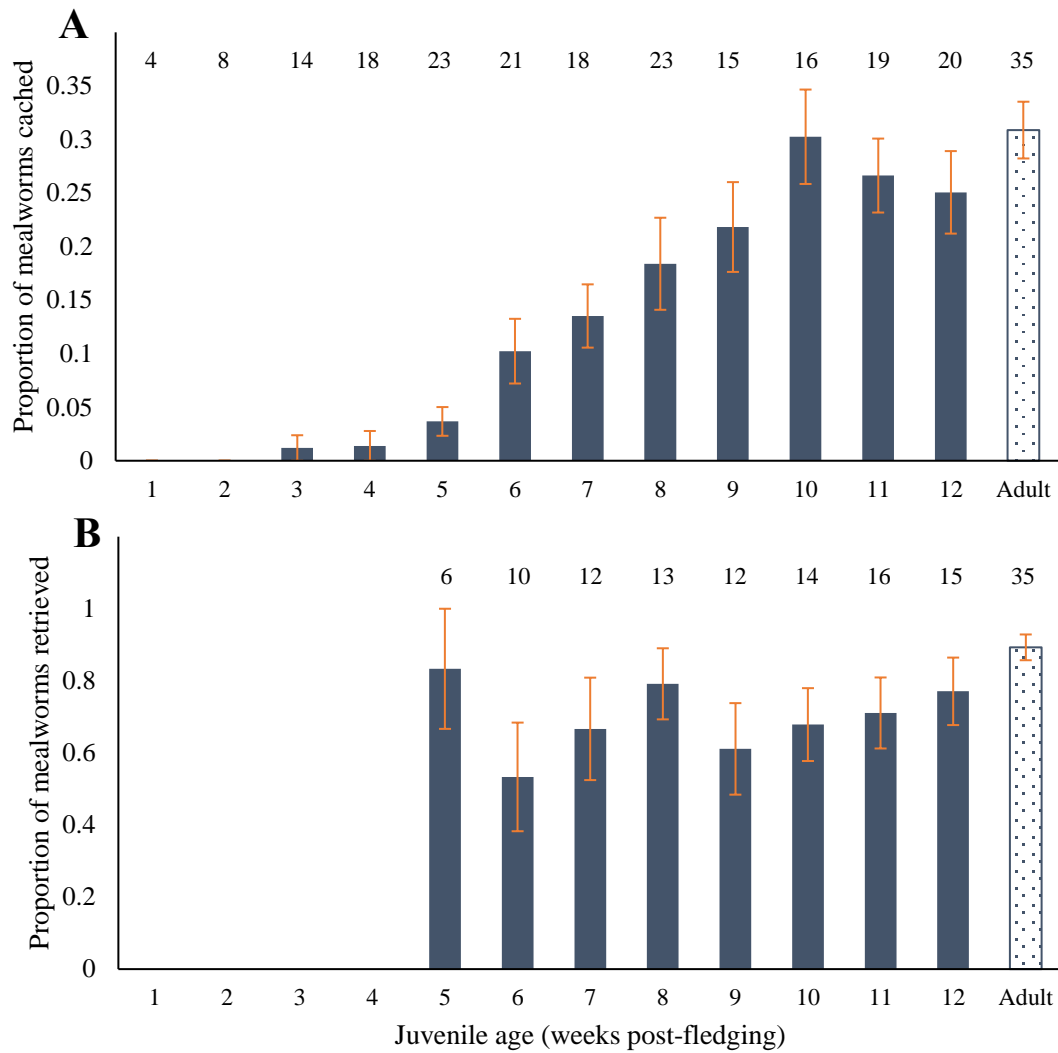 A
4 8 14 18 23 21 18 23 15 16 19 20 35
0.35
0.3
0.25
0.2
0.15
0.1
0.05
0
Proportion of mealworms cached
1 2 3 4 5 6 7 8 9 10 11 12 Adult
B
6 10 12 13 12 14 16 15 35
1
0.8
0.6
0.4
0.2
0
Proportion of mealworms retrieved
1 2 3 4 5 6 7 8 9 10 11 12 Adult
Juvenile age (weeks post-fledging)